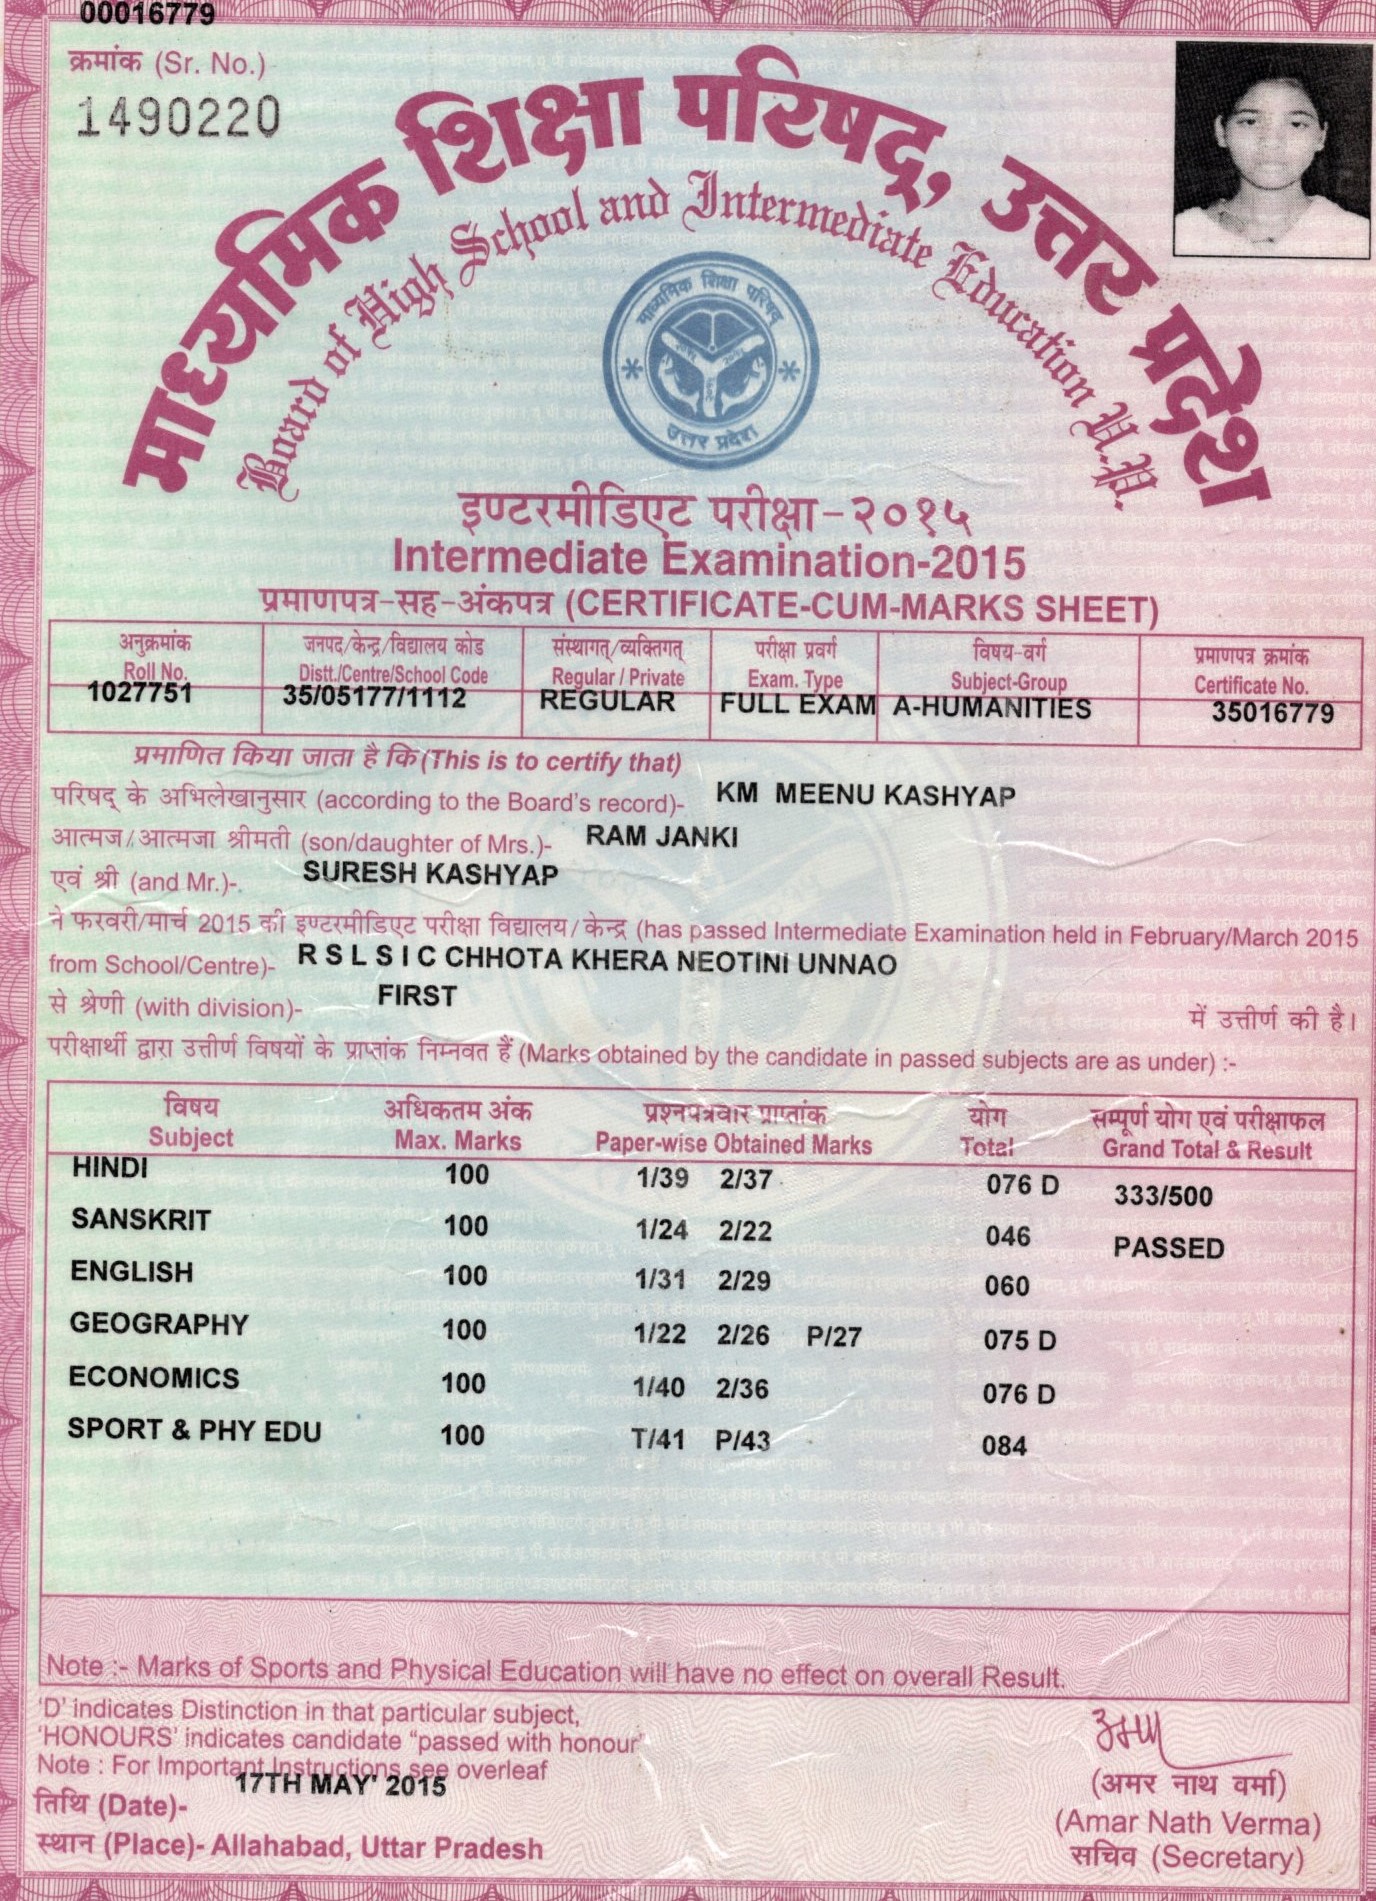 00016779
क्रमांक (Sr. No.)
1490220
माध्यमिक शिक्षा परिषद्, उत्तर प्रदेश
Board of High School and Intermediate Education U.P.
माध्यमिक शिक्षा परिषद्
उत्तर प्रदेश
इण्टरमीडिएट परीक्षा-२०१५
Intermediate Examination-2015
प्रमाणपत्र-सह-अंकपत्र (CERTIFICATE-CUM-MARKS SHEET)
अनुक्रमांक जनपद/केन्द्र/विद्यालय कोड संस्थागत्/व्यक्तिगत् परीक्षा प्रवर्ग विषय-वर्ग प्रमाणपत्र क्रमांक
Roll No. Distt./Centre/School Code Regular / Private Exam. Type Subject-Group Certificate No.
1027751 35/05177/1112 REGULAR FULL EXAM A-HUMANITIES 35016779
प्रमाणित किया जाता है कि (This is to certify that)
परिषद् के अभिलेखानुसार (according to the Board's record)- KM MEENU KASHYAP
आत्मज/आत्मजा श्रीमती (son/daughter of Mrs.)- RAM JANKI
एवं श्री (and Mr.)-. SURESH KASHYAP
ने फरवरी/मार्च 2015 की इण्टरमीडिएट परीक्षा विद्यालय/केन्द्र (has passed Intermediate Examination held in February/March 2015
from School/Centre)- R S L S I C CHHOTA KHERA NEOTINI UNNAO
से श्रेणी (with division)- FIRST में उत्तीर्ण की है।
परीक्षार्थी द्वारा उत्तीर्ण विषयों के प्राप्तांक निम्नवत हैं (Marks obtained by the candidate in passed subjects are as under) :-
विषय अधिकतम अंक प्रश्नपत्रवार प्राप्तांक योग सम्पूर्ण योग एवं परीक्षाफल
Subject Max. Marks Paper-wise Obtained Marks Total Grand Total & Result
HINDI 100 1/39 2/37 076 D 333/500
SANSKRIT 100 1/24 2/22 046 PASSED
ENGLISH 100 1/31 2/29 060
GEOGRAPHY 100 1/22 2/26 P/27 075 D
ECONOMICS 100 1/40 2/36 076 D
SPORT & PHY EDU 100 T/41 P/43 084
Note :- Marks of Sports and Physical Education will have no effect on overall Result.
'D' indicates Distinction in that particular subject,
'HONOURS' indicates candidate "passed with honour"
Note : For Important Instructions see overleaf
17TH MAY' 2015
तिथि (Date)-
स्थान (Place)- Allahabad, Uttar Pradesh
(अमर नाथ वर्मा)
(Amar Nath Verma)
सचिव (Secretary)